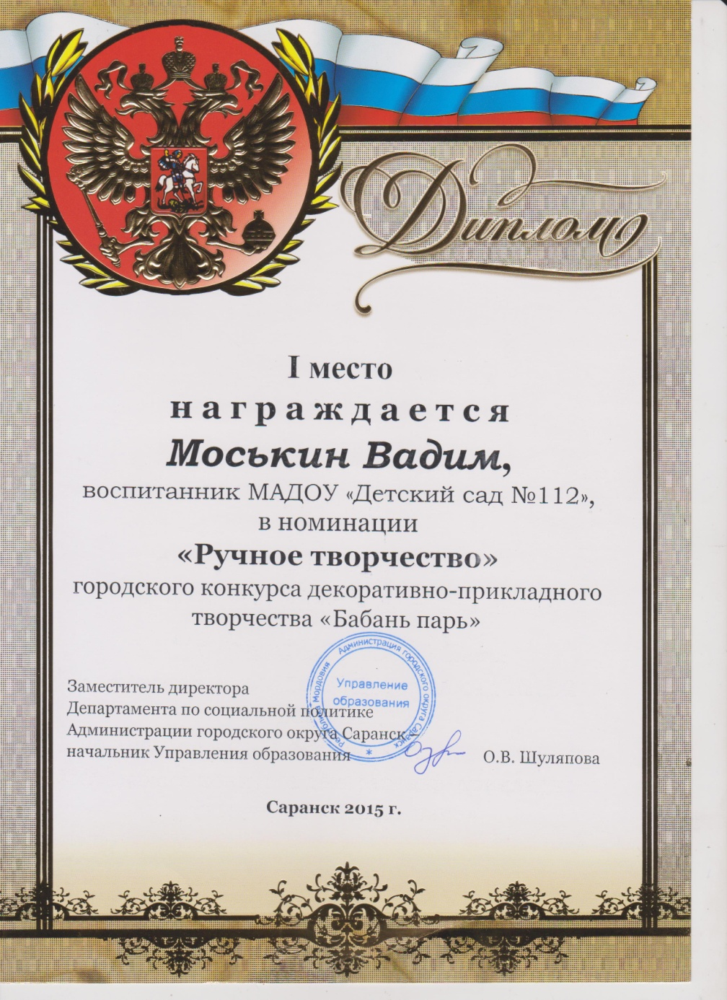 Диплом
I место
награждается
Моськин Вадим,
воспитанник МАДОУ «Детский сад №112»,
в номинации
«Ручное творчество»
городского конкурса декоративно-прикладного
творчества «Бабань парь»
Заместитель директора
Департамента по социальной политике
Администрации городского округа Саранск –
начальник Управления образования
О.В. Шуляпова
Республика Мордовия Администрация городского округа Саранск
Управление
образования
Саранск 2015 г.